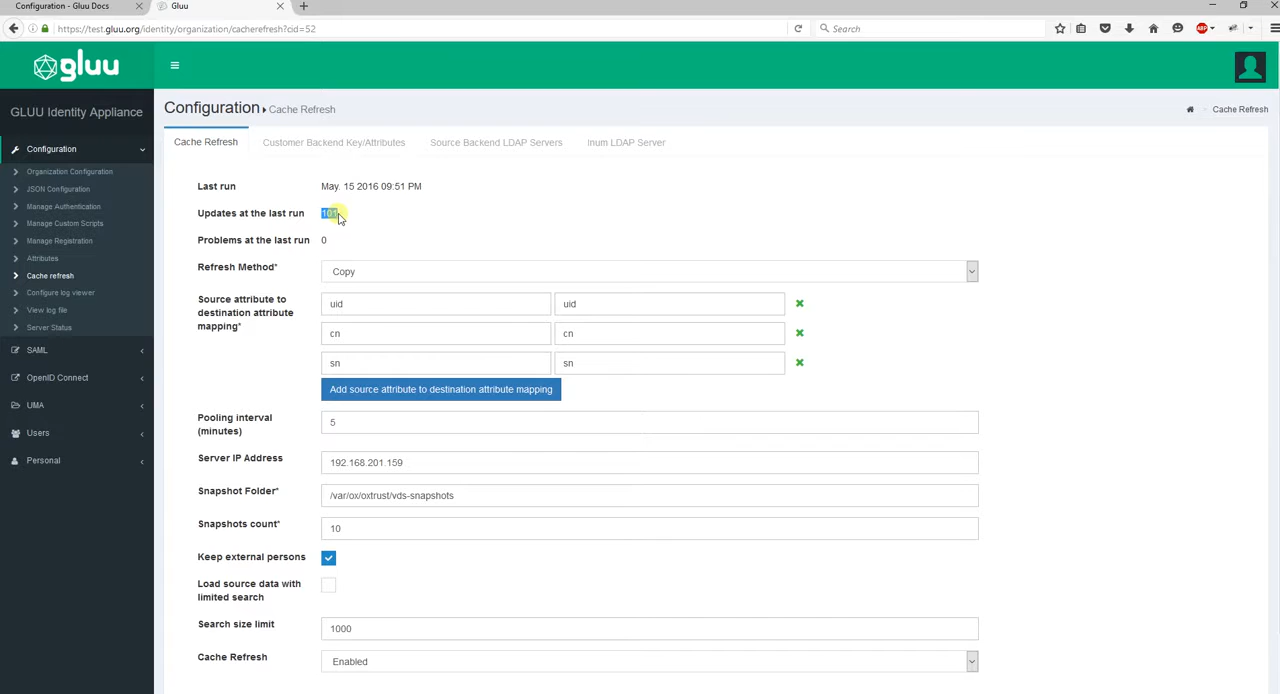 Configuration - Gluu Docs
Gluu
https://test.gluu.org/identity/organization/cacherefresh?cid=52
Search
ABP
gluu
GLUU Identity Appliance
Configuration
Organization Configuration
JSON Configuration
Manage Authentication
Manage Custom Scripts
Manage Registration
Attributes
Cache refresh
Configure log viewer
View log file
Server Status
SAML
OpenID Connect
UMA
Users
Personal
Configuration Cache Refresh
Cache Refresh
Cache Refresh
Customer Backend Key/Attributes
Source Backend LDAP Servers
Inum LDAP Server
Last run
May. 15 2016 09:51 PM
Updates at the last run
101
Problems at the last run
0
Refresh Method*
Copy
Source attribute to
destination attribute
mapping*
uid
uid
cn
cn
sn
sn
Add source attribute to destination attribute mapping
Pooling interval
(minutes)
5
Server IP Address
192.168.201.159
Snapshot Folder*
/var/ox/oxtrust/vds-snapshots
Snapshots count*
10
Keep external persons
Load source data with
limited search
Search size limit
1000
Cache Refresh
Enabled